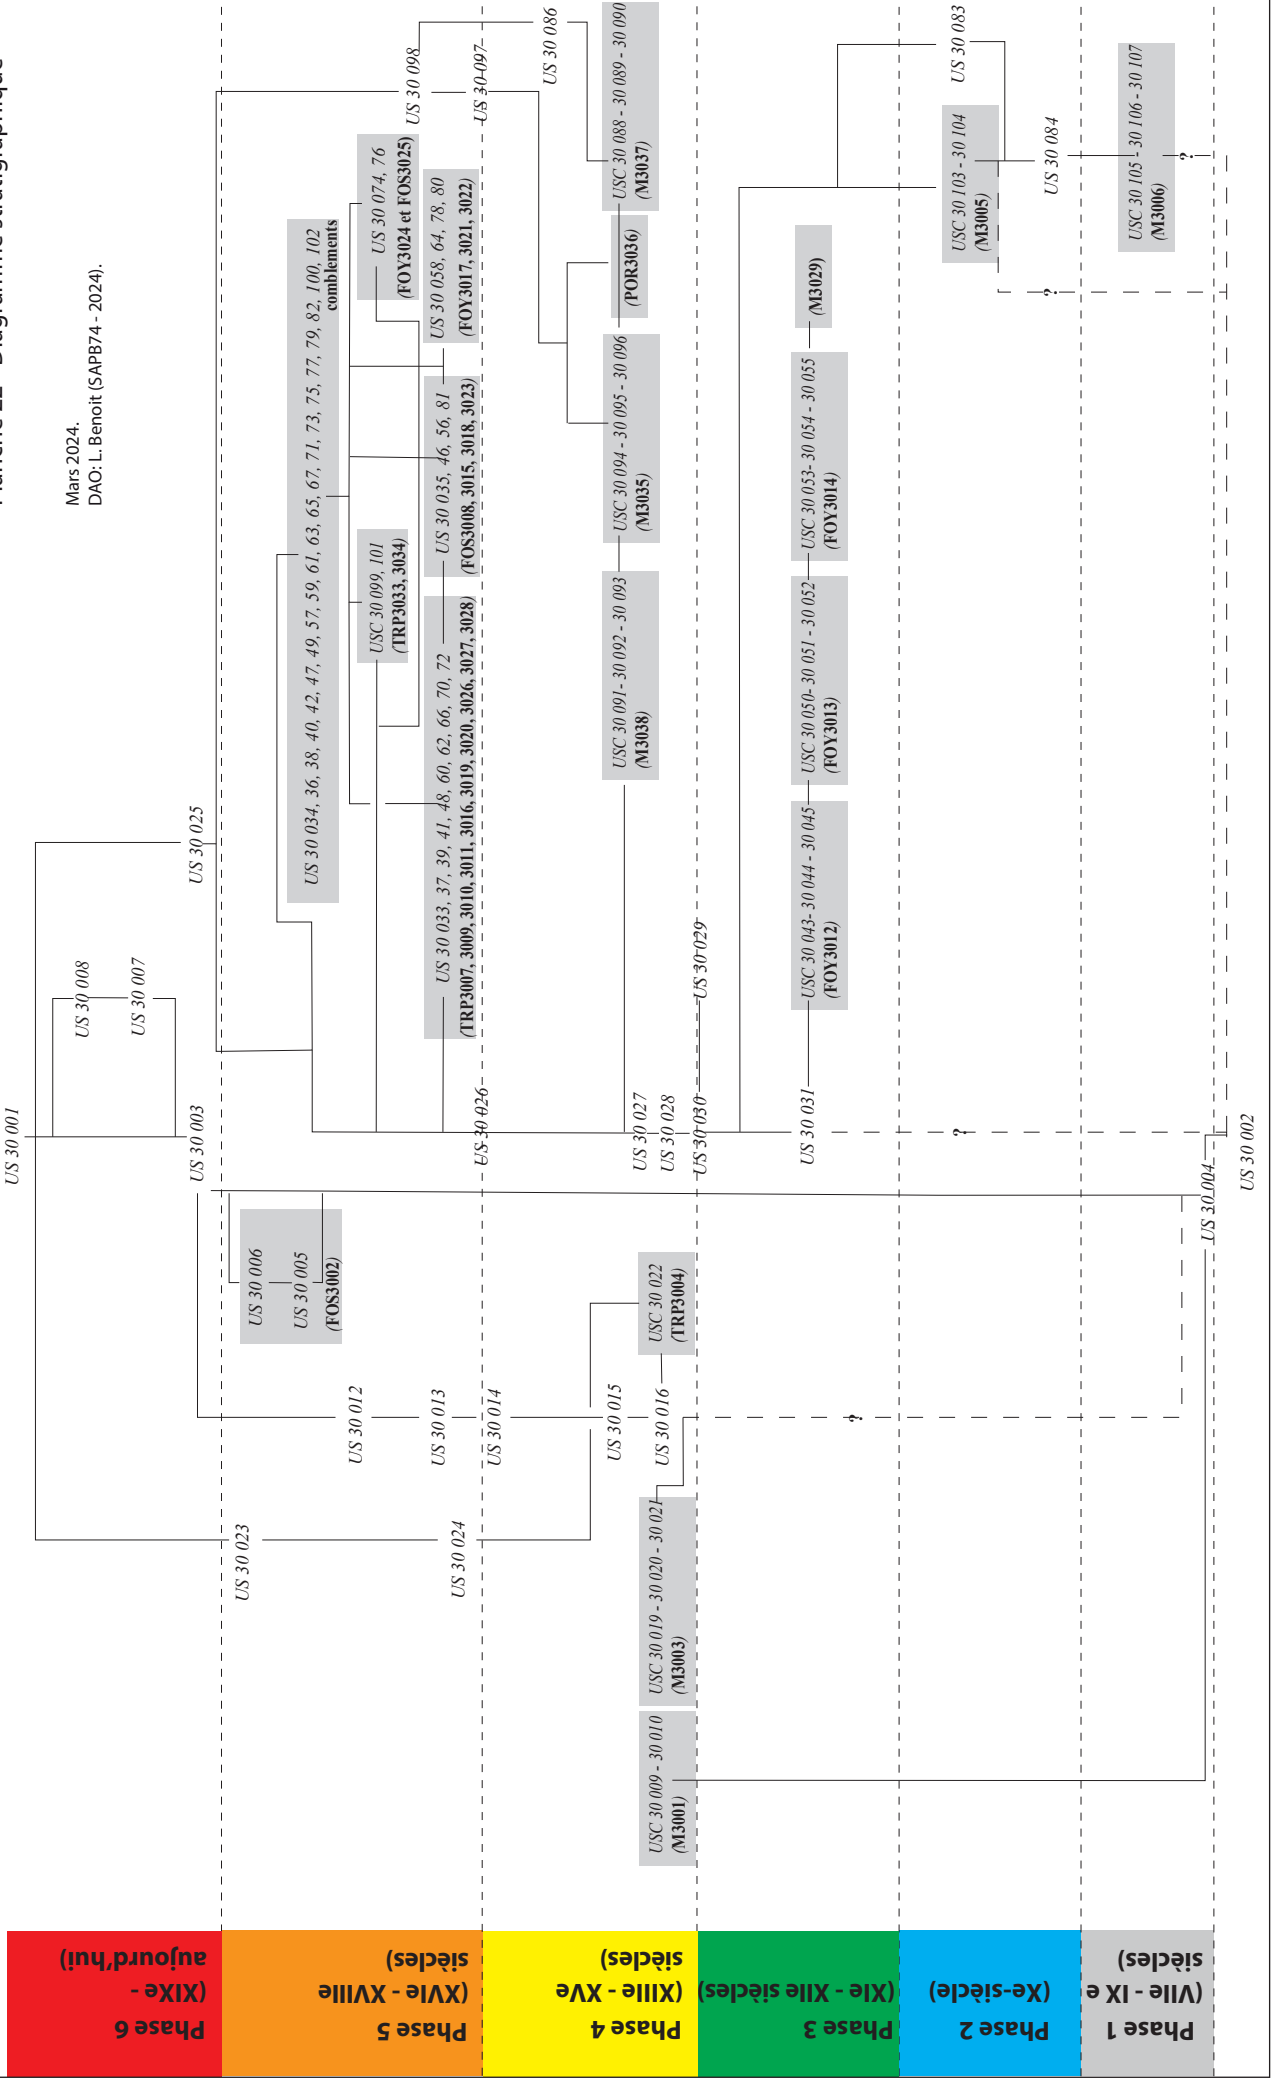 Planche 22 - Diagramme stratigraphique
Mars 2024.
DAO: L. Benoit (SAPB74 - 2024).
Phase 6
(XIXe -
aujourd'hui)
US 30 001
US 30 008
US 30 007
US 30 003
US 30 025
Phase 5
(XVIe - XVIIIe
siècles)
US 30 023
US 30 024
US 30 012
US 30 013
US 30 014
US 30 006
US 30 005
(FOS3002)
US 30 034, 36, 38, 40, 42, 47, 49, 57, 59, 61, 63, 65, 67, 71, 73, 75, 77, 79, 82, 100, 102
comblements
USC 30 099, 101
(TRP3033, 3034)
US 30 074, 76
(FOY3024 et FOS3025)
US 30 033, 37, 39, 41, 48, 60, 62, 66, 70, 72
(TRP3007, 3009, 3010, 3011, 3016, 3019, 3020, 3026, 3027, 3028)
US 30 035, 46, 56, 81
(FOS3008, 3015, 3018, 3023)
US 30 058, 64, 78, 80
(FOY3017, 3021, 3022)
US 30 098
US 30 097
US 30 026
Phase 4
(XIIIe - XVe
siècles)
US 30 086
USC 30 009 - 30 010
(M3001)
USC 30 019 - 30 020 - 30 021
(M3003)
US 30 015
US 30 016
USC 30 022
(TRP3004)
US 30 027
US 30 028
US 30 030
US 30 029
USC 30 091- 30 092 - 30 093
(M3038)
USC 30 094 - 30 095 - 30 096
(M3035)
(POR3036)
USC 30 088 - 30 089 - 30 090
(M3037)
Phase 3
(XIe - XIIe siècles)
US 30 031
USC 30 043- 30 044 - 30 045
(FOY3012)
USC 30 050- 30 051 - 30 052
(FOY3013)
USC 30 053- 30 054 - 30 055
(FOY3014)
(M3029)
?
Phase 2
(Xe-siècle)
?
USC 30 103 - 30 104
(M3005)
US 30 083
US 30 084
?
Phase 1
(VIIe - IX e
siècles)
USC 30 105 - 30 106 - 30 107
(M3006)
?
US 30 004
US 30 002